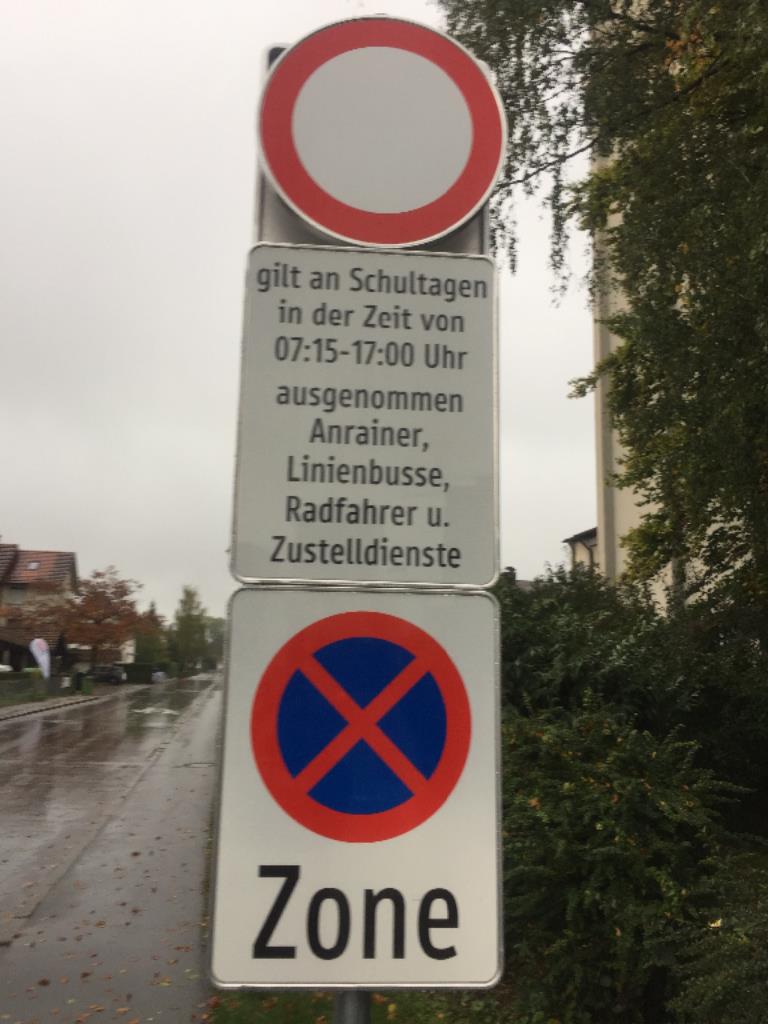 gilt an Schultagen
in der Zeit von
07:15-17:00 Uhr
ausgenommen
Anrainer,
Linienbusse,
Radfahrer u.
Zustelldienste
Zone